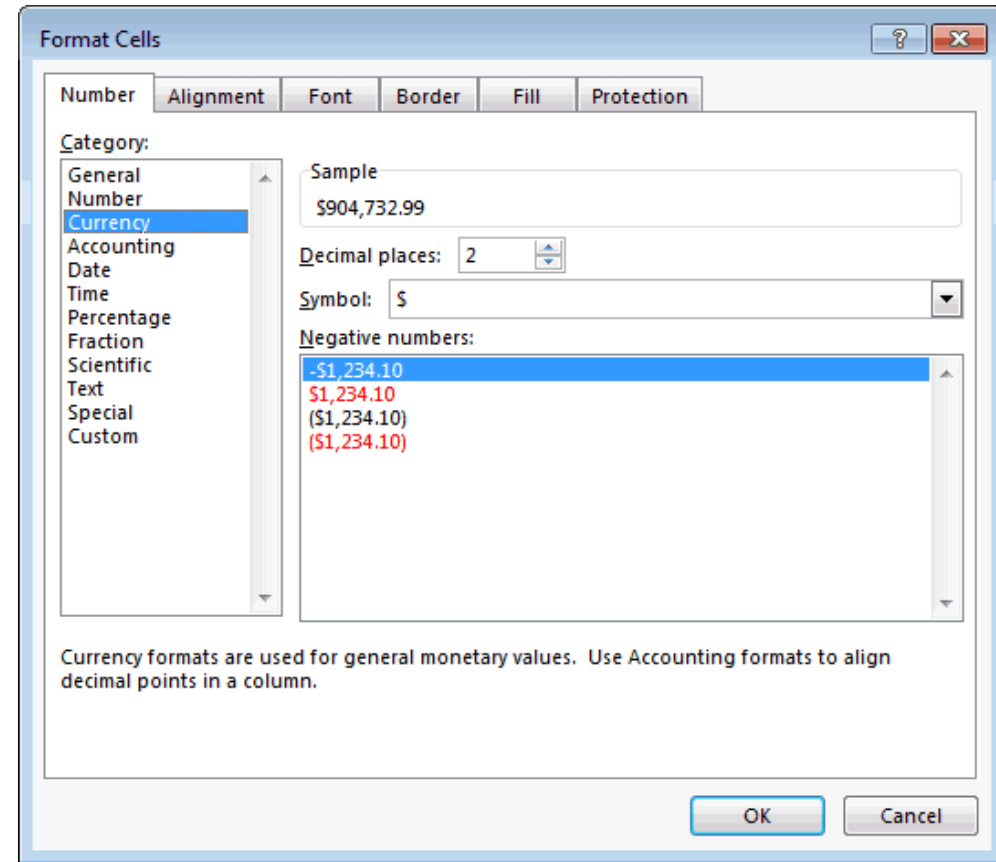 Format Cells
Number Alignment Font Border Fill Protection
Category:
General
Number
Currency
Accounting
Date
Time
Percentage
Fraction
Scientific
Text
Special
Custom
Sample
$904,732.99
Decimal places: 2
Symbol: $
Negative numbers:
-$1,234.10
$1,234.10
($1,234.10)
($1,234.10)
Currency formats are used for general monetary values.  Use Accounting formats to align
decimal points in a column.
OK Cancel